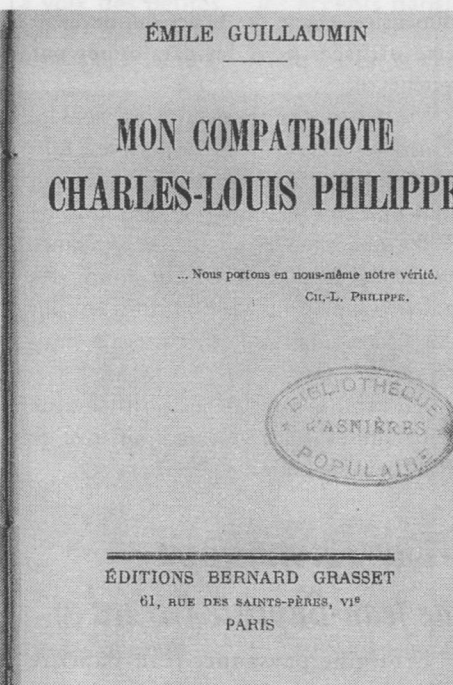 ÉMILE GUILLAUMIN
MON COMPATRIOTE
CHARLES-LOUIS PHILIPPE
... Nous portons en nous-même notre vérité.
CH.-L. PHILIPPE.
BIBLIOTHÈQUE
* d'ASNIÈRES
POPULAIRE
ÉDITIONS BERNARD GRASSET
61, RUE DES SAINTS-PÈRES, VIe
PARIS